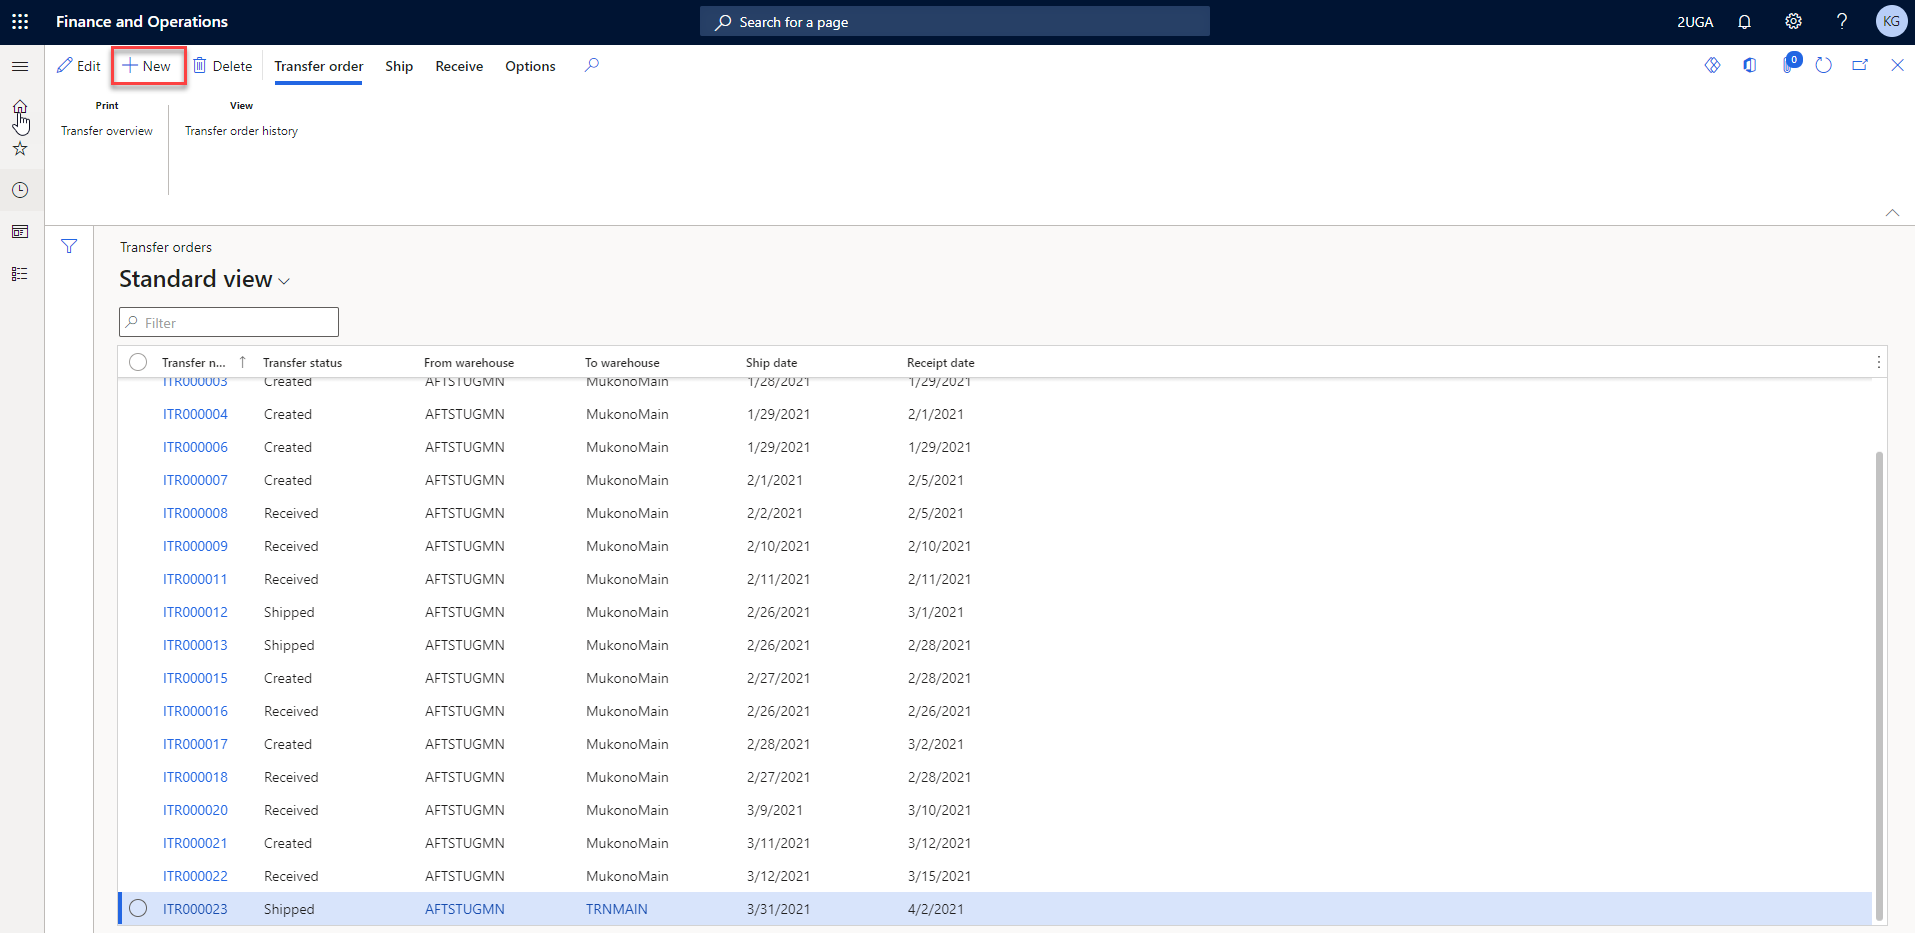 Finance and Operations
Search for a page
2UGA
?
KG
Edit
New
Delete
Transfer order
Ship
Receive
Options
0
Print
View
Transfer overview
Transfer order history
Transfer orders
Standard view
Filter
Transfer n... ↑ Transfer status From warehouse To warehouse Ship date Receipt date
ITR000003 Created AFTSTUGMN MukonoMain 1/28/2021 1/29/2021
ITR000004 Created AFTSTUGMN MukonoMain 1/29/2021 2/1/2021
ITR000006 Created AFTSTUGMN MukonoMain 1/29/2021 1/29/2021
ITR000007 Created AFTSTUGMN MukonoMain 2/1/2021 2/5/2021
ITR000008 Received AFTSTUGMN MukonoMain 2/2/2021 2/5/2021
ITR000009 Received AFTSTUGMN MukonoMain 2/10/2021 2/10/2021
ITR000011 Received AFTSTUGMN MukonoMain 2/11/2021 2/11/2021
ITR000012 Shipped AFTSTUGMN MukonoMain 2/26/2021 3/1/2021
ITR000013 Shipped AFTSTUGMN MukonoMain 2/26/2021 2/28/2021
ITR000015 Created AFTSTUGMN MukonoMain 2/27/2021 2/28/2021
ITR000016 Received AFTSTUGMN MukonoMain 2/26/2021 2/26/2021
ITR000017 Created AFTSTUGMN MukonoMain 2/28/2021 3/2/2021
ITR000018 Received AFTSTUGMN MukonoMain 2/27/2021 2/28/2021
ITR000020 Received AFTSTUGMN MukonoMain 3/9/2021 3/10/2021
ITR000021 Created AFTSTUGMN MukonoMain 3/11/2021 3/12/2021
ITR000022 Received AFTSTUGMN MukonoMain 3/12/2021 3/15/2021
ITR000023 Shipped AFTSTUGMN TRNMAIN 3/31/2021 4/2/2021